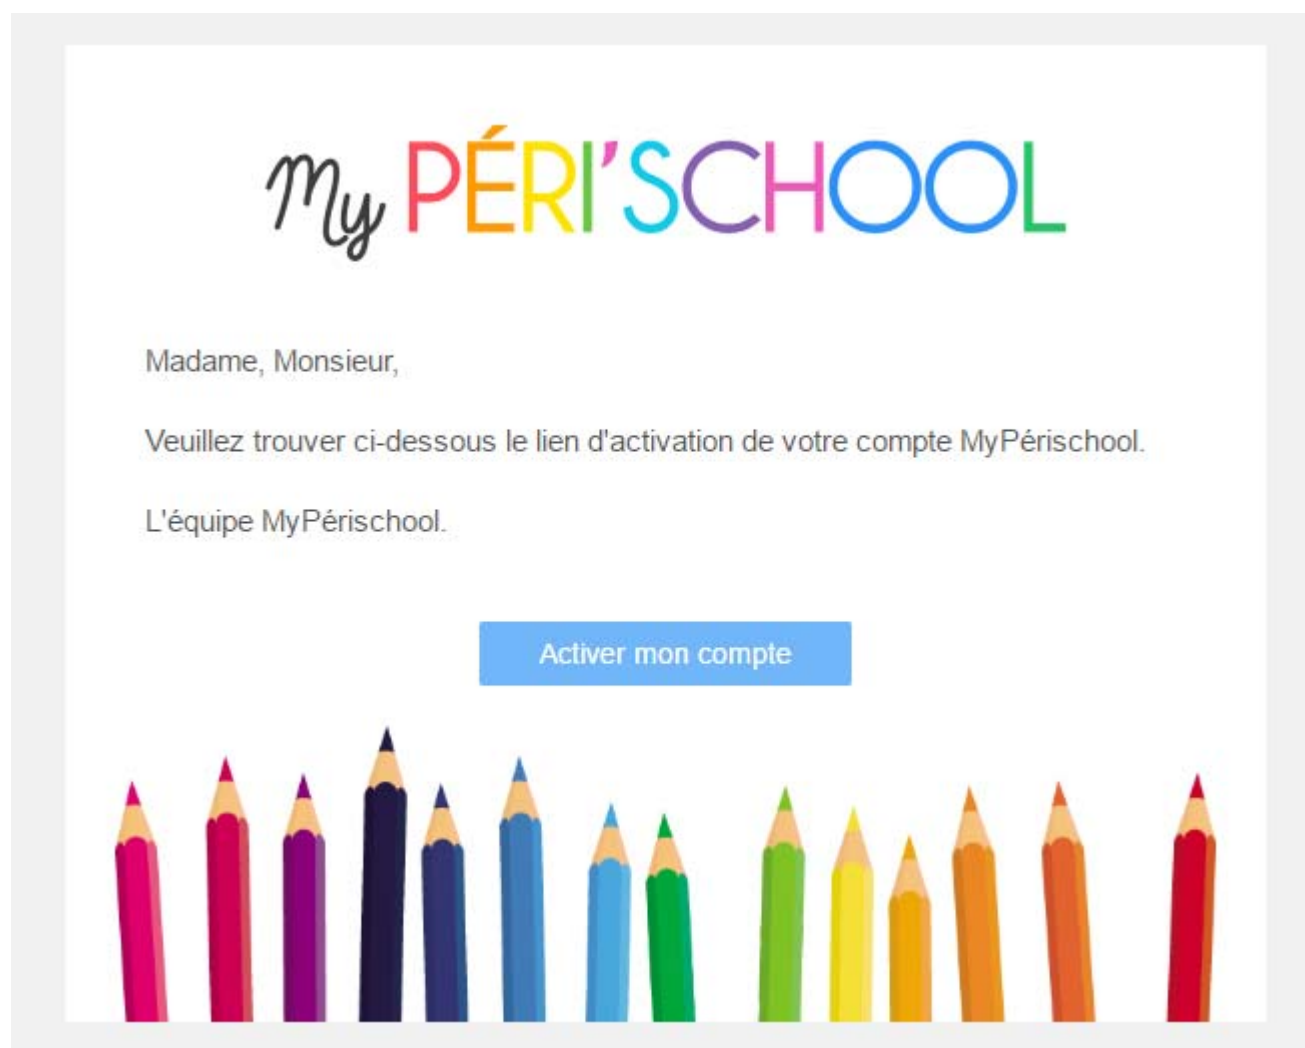 My PÉRI'SCHOOL
Madame, Monsieur,
Veuillez trouver ci-dessous le lien d'activation de votre compte MyPérischool.
L'équipe MyPérischool.
Activer mon compte